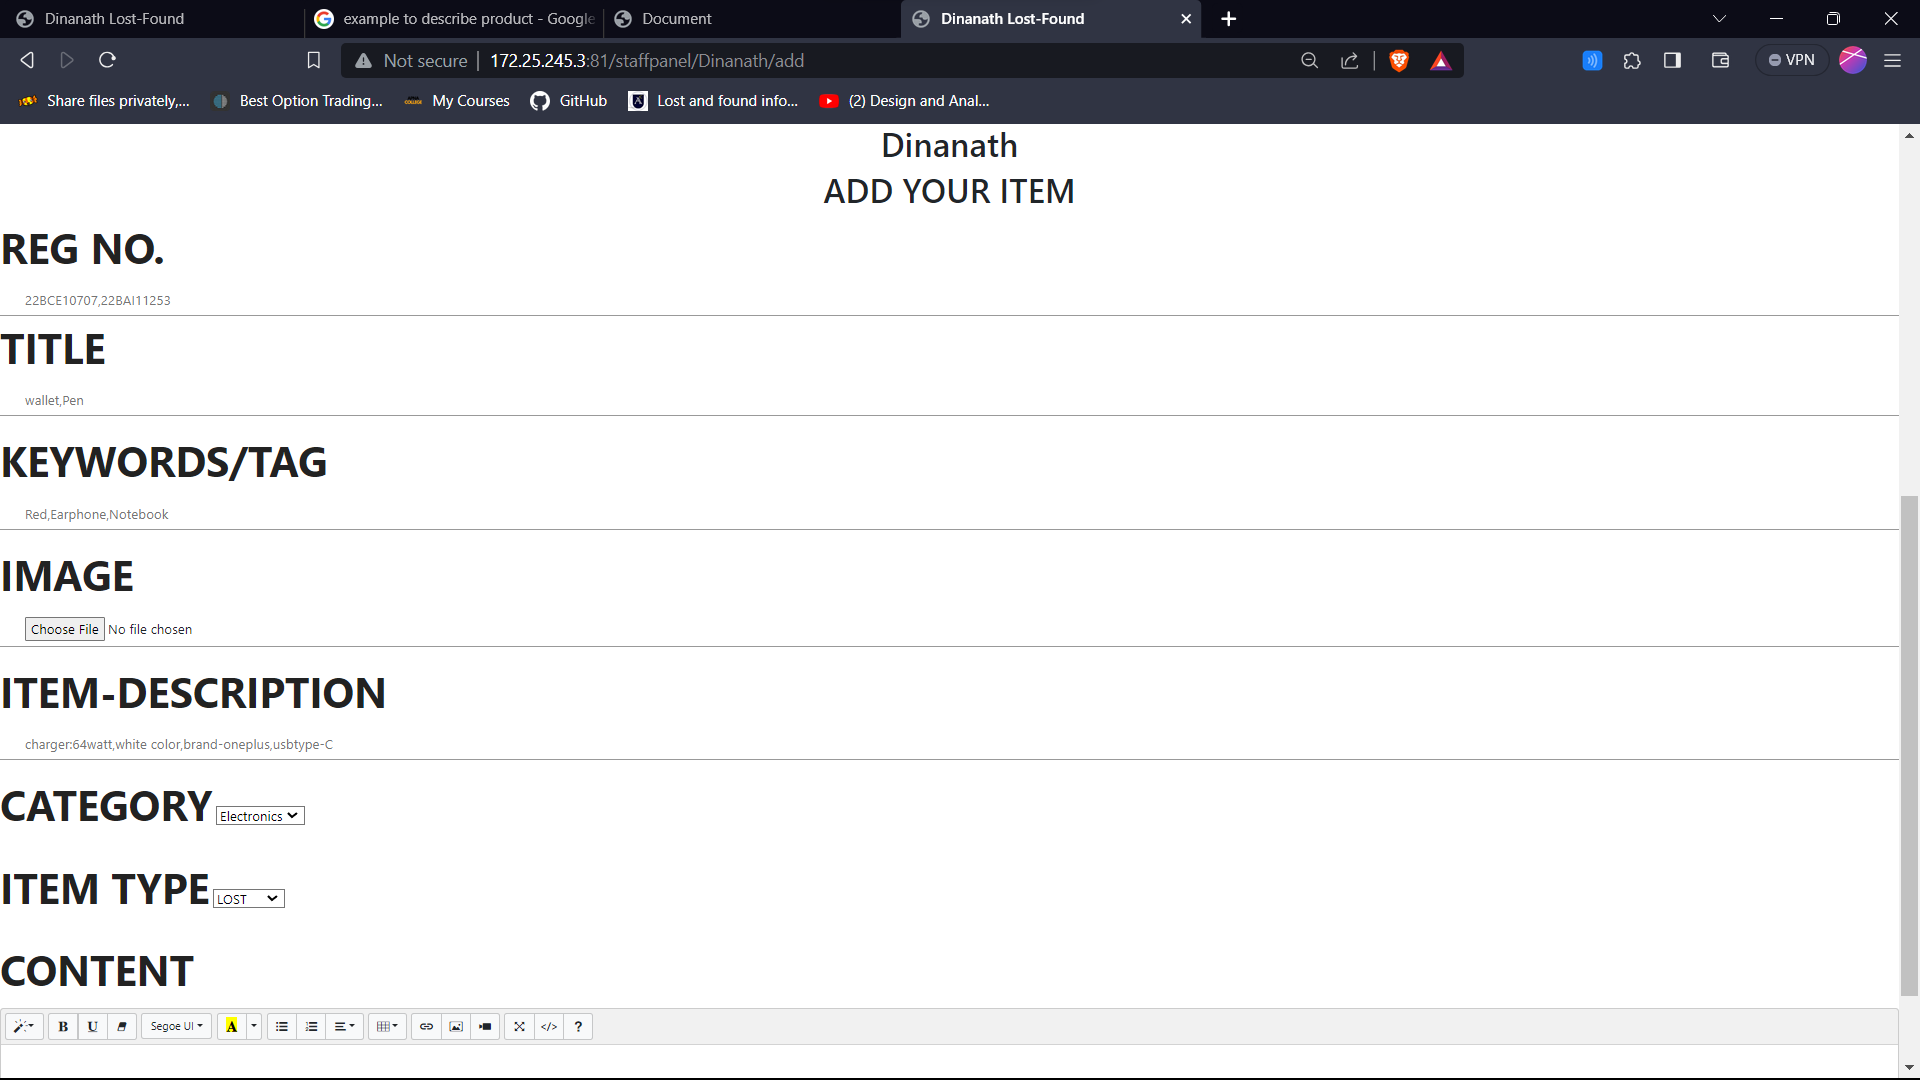 Dinanath Lost-Found
example to describe product - Google
Document
Dinanath Lost-Found
Not secure
172.25.245.3:81/staffpanel/Dinanath/add
VPN
Share files privately,...
Best Option Trading...
My Courses
GitHub
Lost and found info...
(2) Design and Anal...
Dinanath
ADD YOUR ITEM
REG NO.
22BCE10707,22BAI11253
TITLE
wallet,Pen
KEYWORDS/TAG
Red,Earphone,Notebook
IMAGE
Choose File No file chosen
ITEM-DESCRIPTION
charger:64watt,white color,brand-oneplus,usbtype-C
CATEGORY Electronics
ITEM TYPE LOST
CONTENT
B U Segoe UI A </> ?